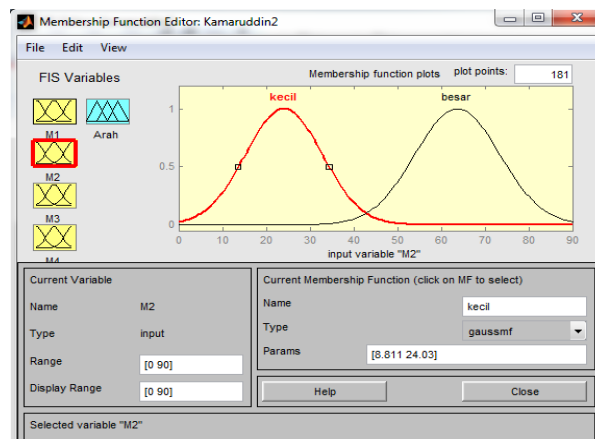 Membership Function Editor: Kamaruddin2
File Edit View
FIS Variables
M1 Arah
M2
M3
M4
Membership function plots plot points: 181
kecil besar
1
0.5
0
0 10 20 30 40 50 60 70 80 90
input variable "M2"
Current Variable
Name M2
Type input
Range [0 90]
Display Range [0 90]
Current Membership Function (click on MF to select)
Name kecil
Type gaussmf
Params [8.811 24.03]
Help Close
Selected variable "M2"